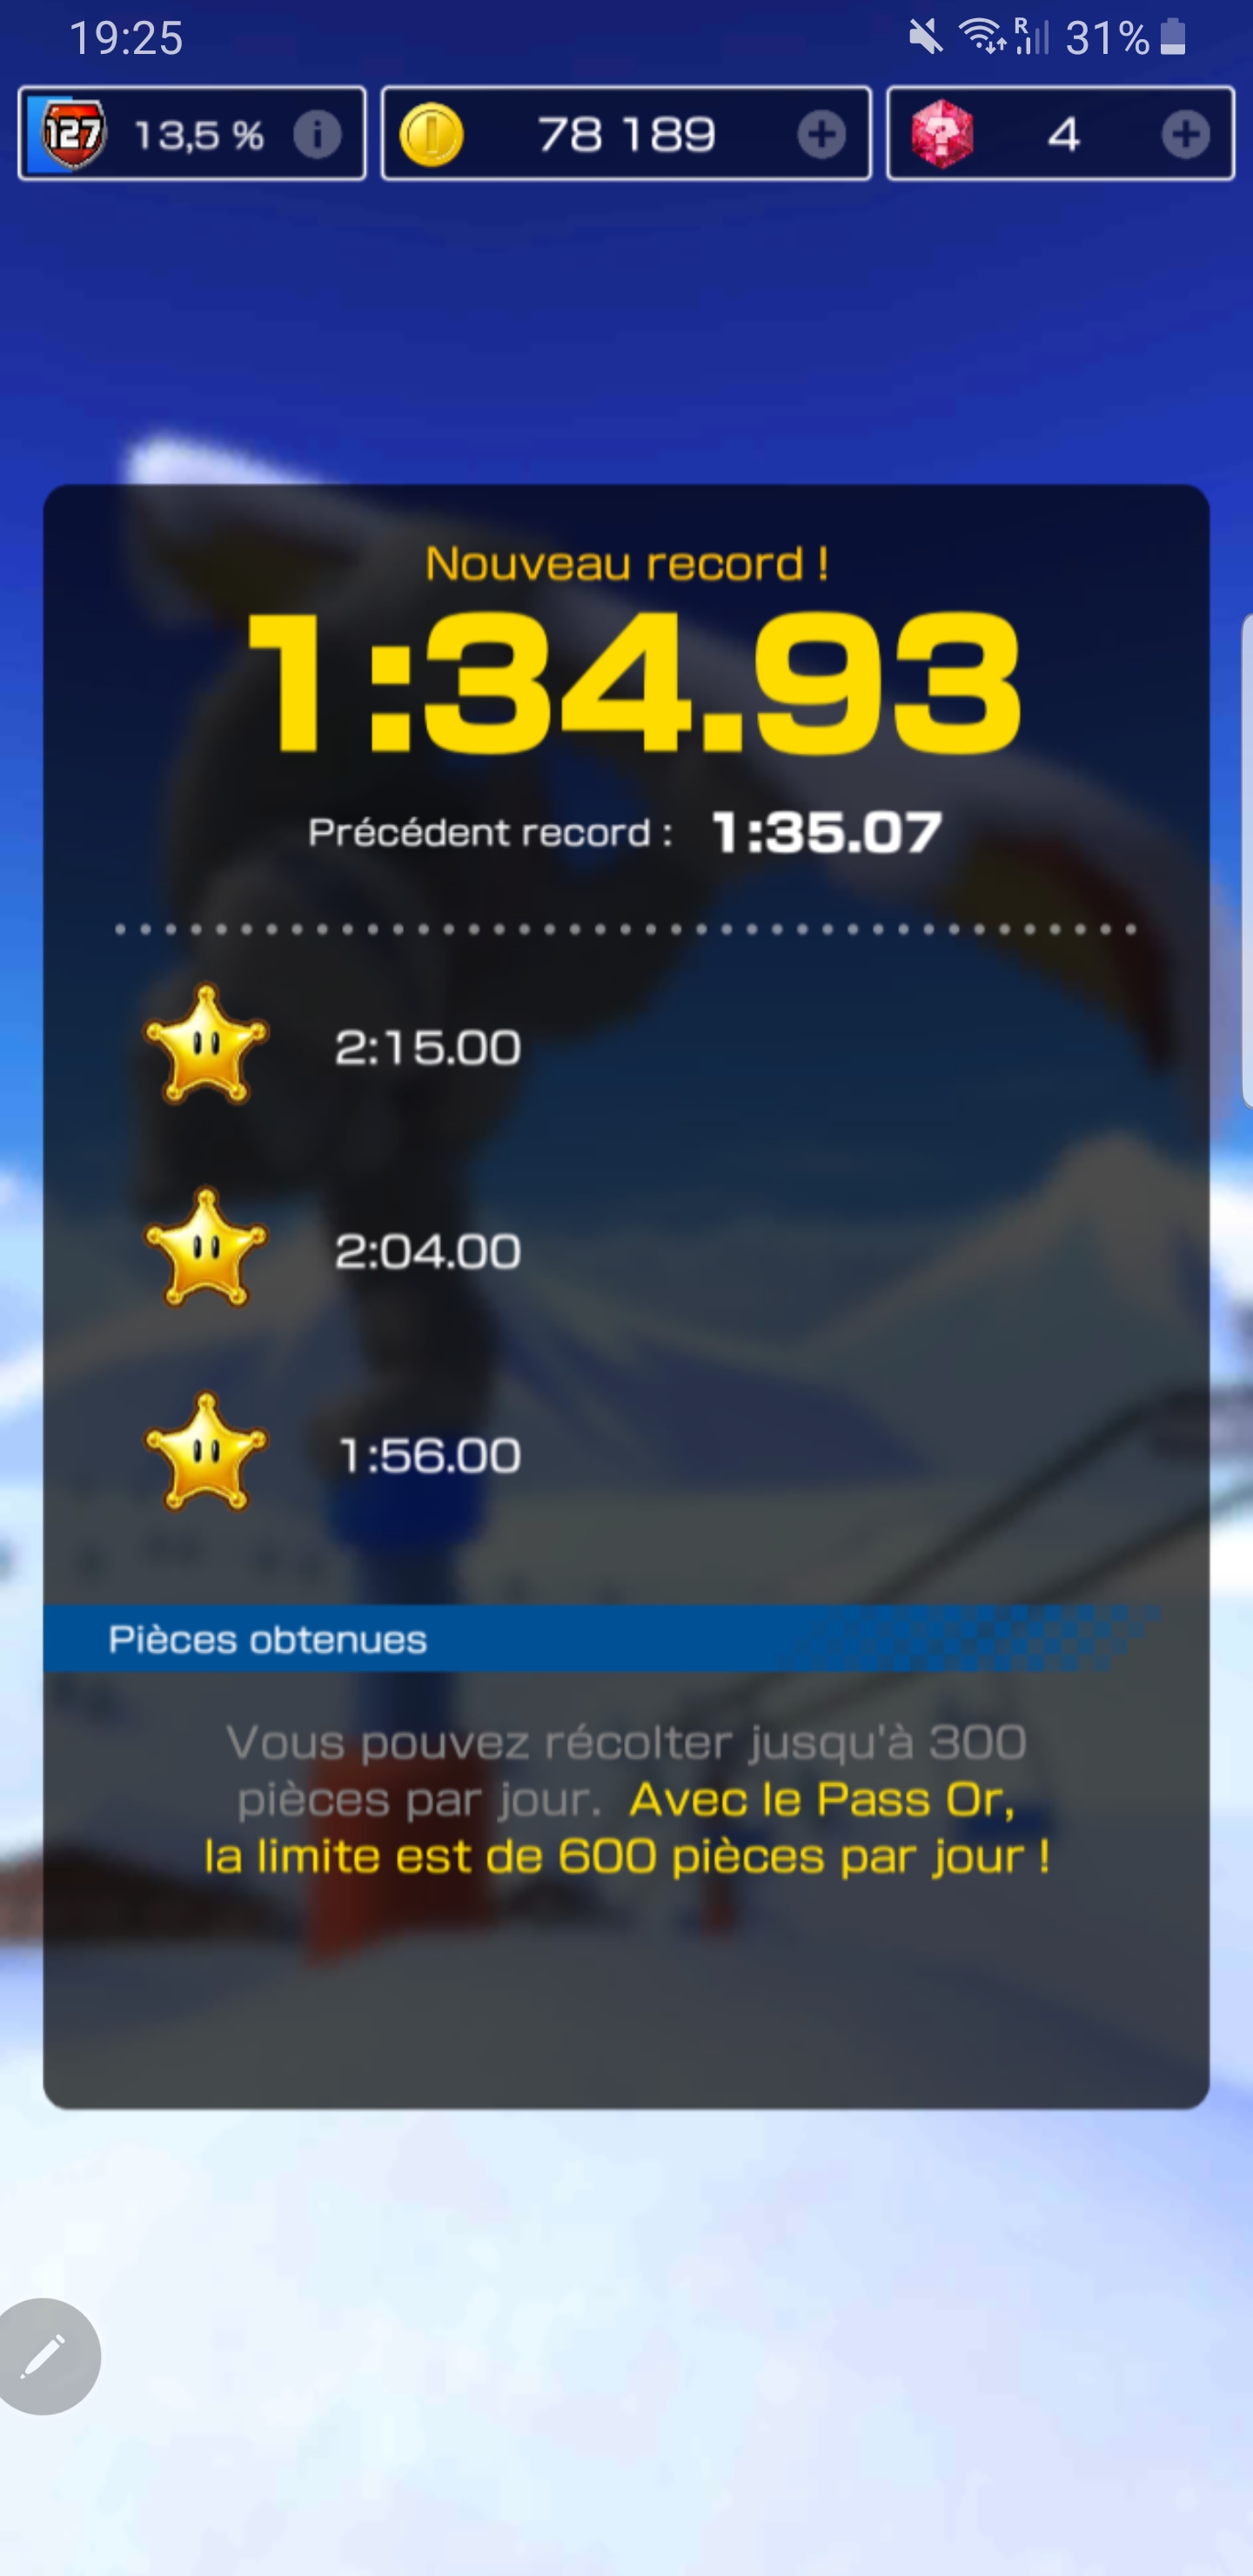 19:25 R 31%
127 13,5 % i 78 189 + ? 4 +
Nouveau record !
1:34.93
Précédent record : 1:35.07
2:15.00
2:04.00
1:56.00
Pièces obtenues
Vous pouvez récolter jusqu'à 300
pièces par jour. Avec le Pass Or,
la limite est de 600 pièces par jour !